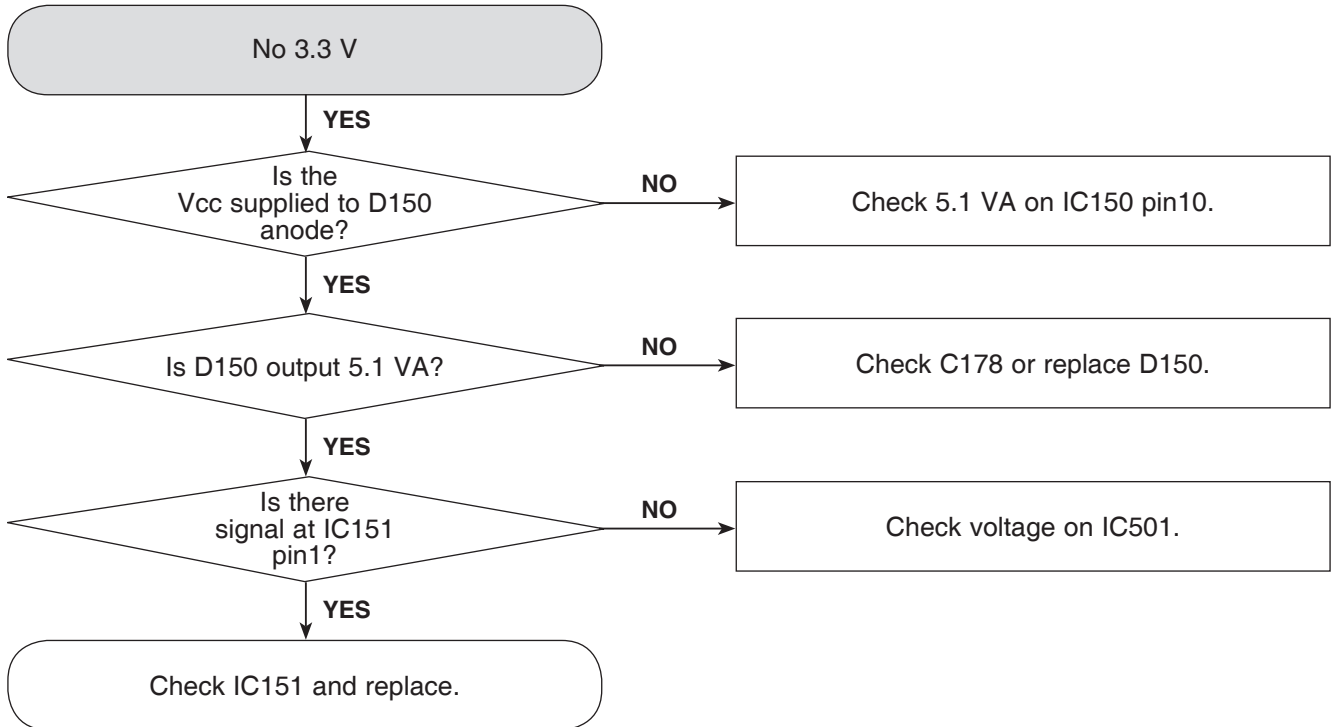 No 3.3 V
YES
Is the
Vcc supplied to D150
anode?
NO
Check 5.1 VA on IC150 pin10.
YES
Is D150 output 5.1 VA?
NO
Check C178 or replace D150.
YES
Is there
signal at IC151
pin1?
NO
Check voltage on IC501.
YES
Check IC151 and replace.